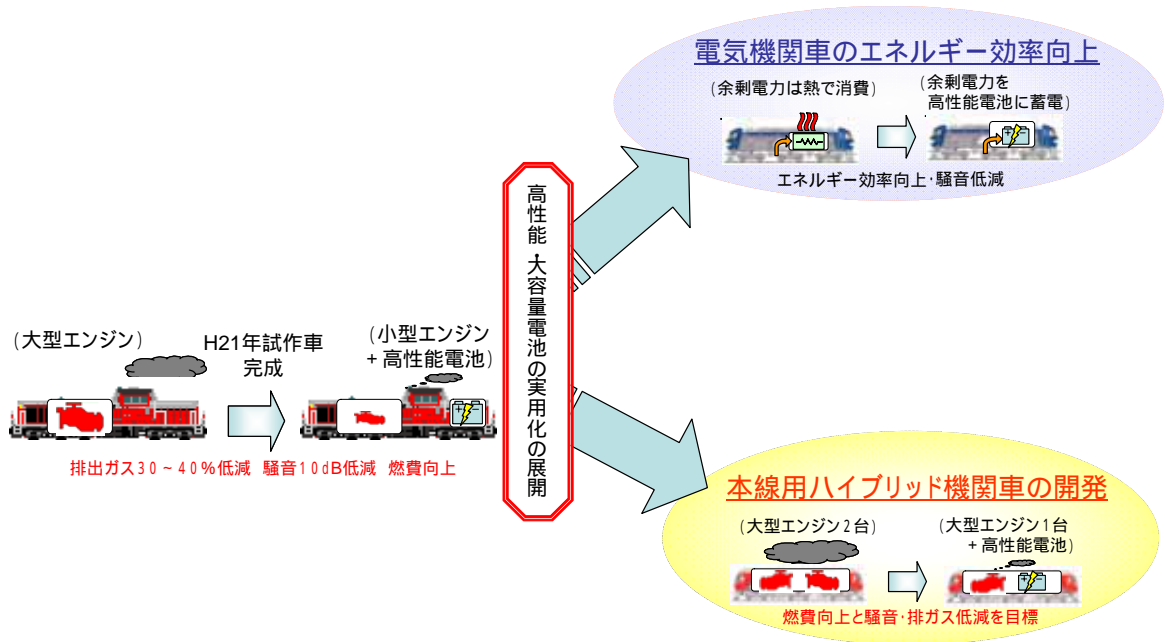 (大型エンジン)
H21年試作車
完成
(小型エンジン
+高性能電池)
排出ガス30~40%低減 騒音10dB低減 燃費向上
高性能・大容量電池の実用化の展開
電気機関車のエネルギー効率向上
(余剰電力は熱で消費)
(余剰電力を
高性能電池に蓄電)
エネルギー効率向上・騒音低減
本線用ハイブリッド機関車の開発
(大型エンジン2台)
(大型エンジン1台
+高性能電池)
燃費向上と騒音・排ガス低減を目標